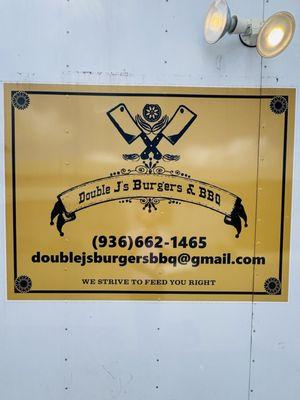 Double J's Burgers & BBQ
(936)662-1465
doublejsburgersbbq@gmail.com
WE STRIVE TO FEED YOU RIGHT